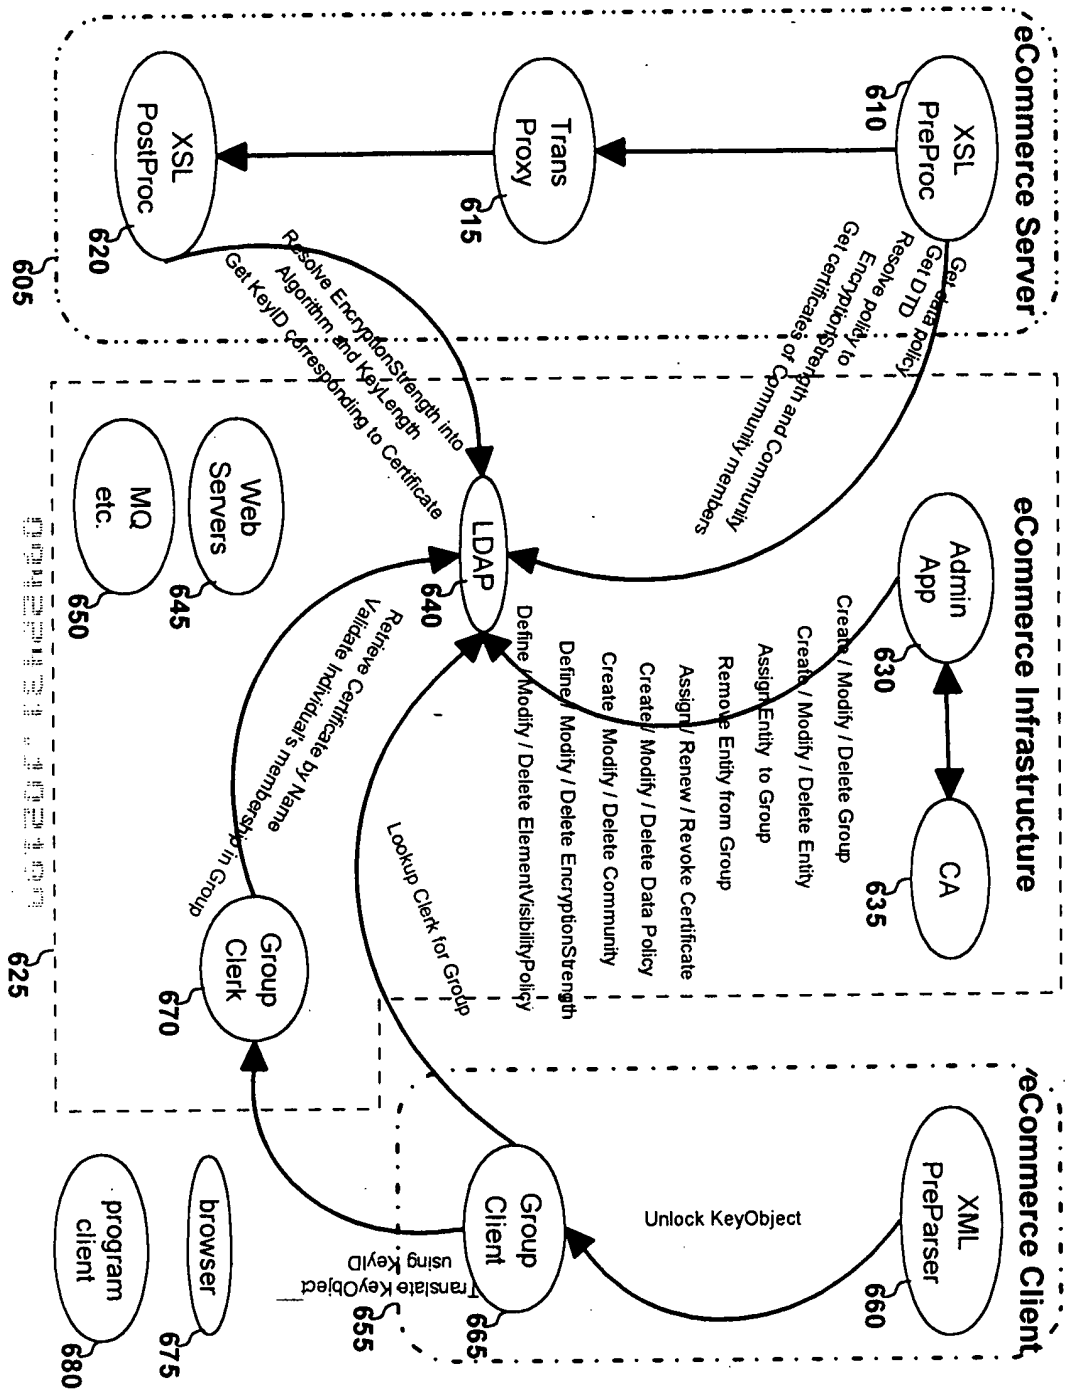 eCommerce Server
XSL
PreProc
610
Trans
Proxy
615
XSL
PostProc
620
605
Get data policy
Get DTD
Resolve policy to
EncryptionStrength and Community
Get certificates of Community members
Resolve EncryptionStrength into
Algorithm and KeyLength
Get KeyID corresponding to Certificate
eCommerce Infrastructure
Admin
App
630
CA
635
Create / Modify / Delete Group
Create / Modify / Delete Entity
Assign Entity to Group
Remove Entity from Group
Assign / Renew / Revoke Certificate
Create / Modify / Delete Data Policy
Create / Modify / Delete Community
Define / Modify / Delete EncryptionStrength
Define / Modify / Delete ElementVisibilityPolicy
LDAP
640
Web
Servers
645
MQ
etc.
650
Retrieve Certificate by Name
Validate Individual's membership in Group
Lookup Clerk for Group
Group
Clerk
670
625
eCommerce Client
XML
PreParser
660
Unlock KeyObject
Group
Client
665
Translate KeyObject
using KeyID
655
browser
675
program
client
680